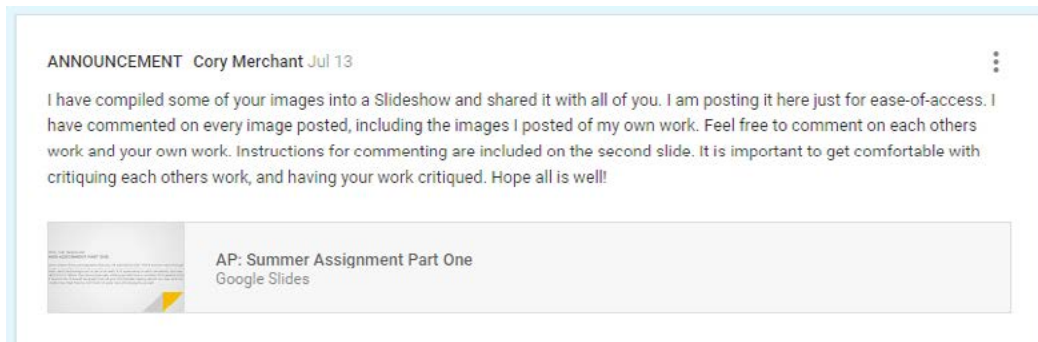 ANNOUNCEMENT Cory Merchant Jul 13
I have compiled some of your images into a Slideshow and shared it with all of you. I am posting it here just for ease-of-access. I
have commented on every image posted, including the images I posted of my own work. Feel free to comment on each others
work and your own work. Instructions for commenting are included on the second slide. It is important to get comfortable with
critiquing each others work, and having your work critiqued. Hope all is well!
AP: Summer Assignment Part One
Google Slides